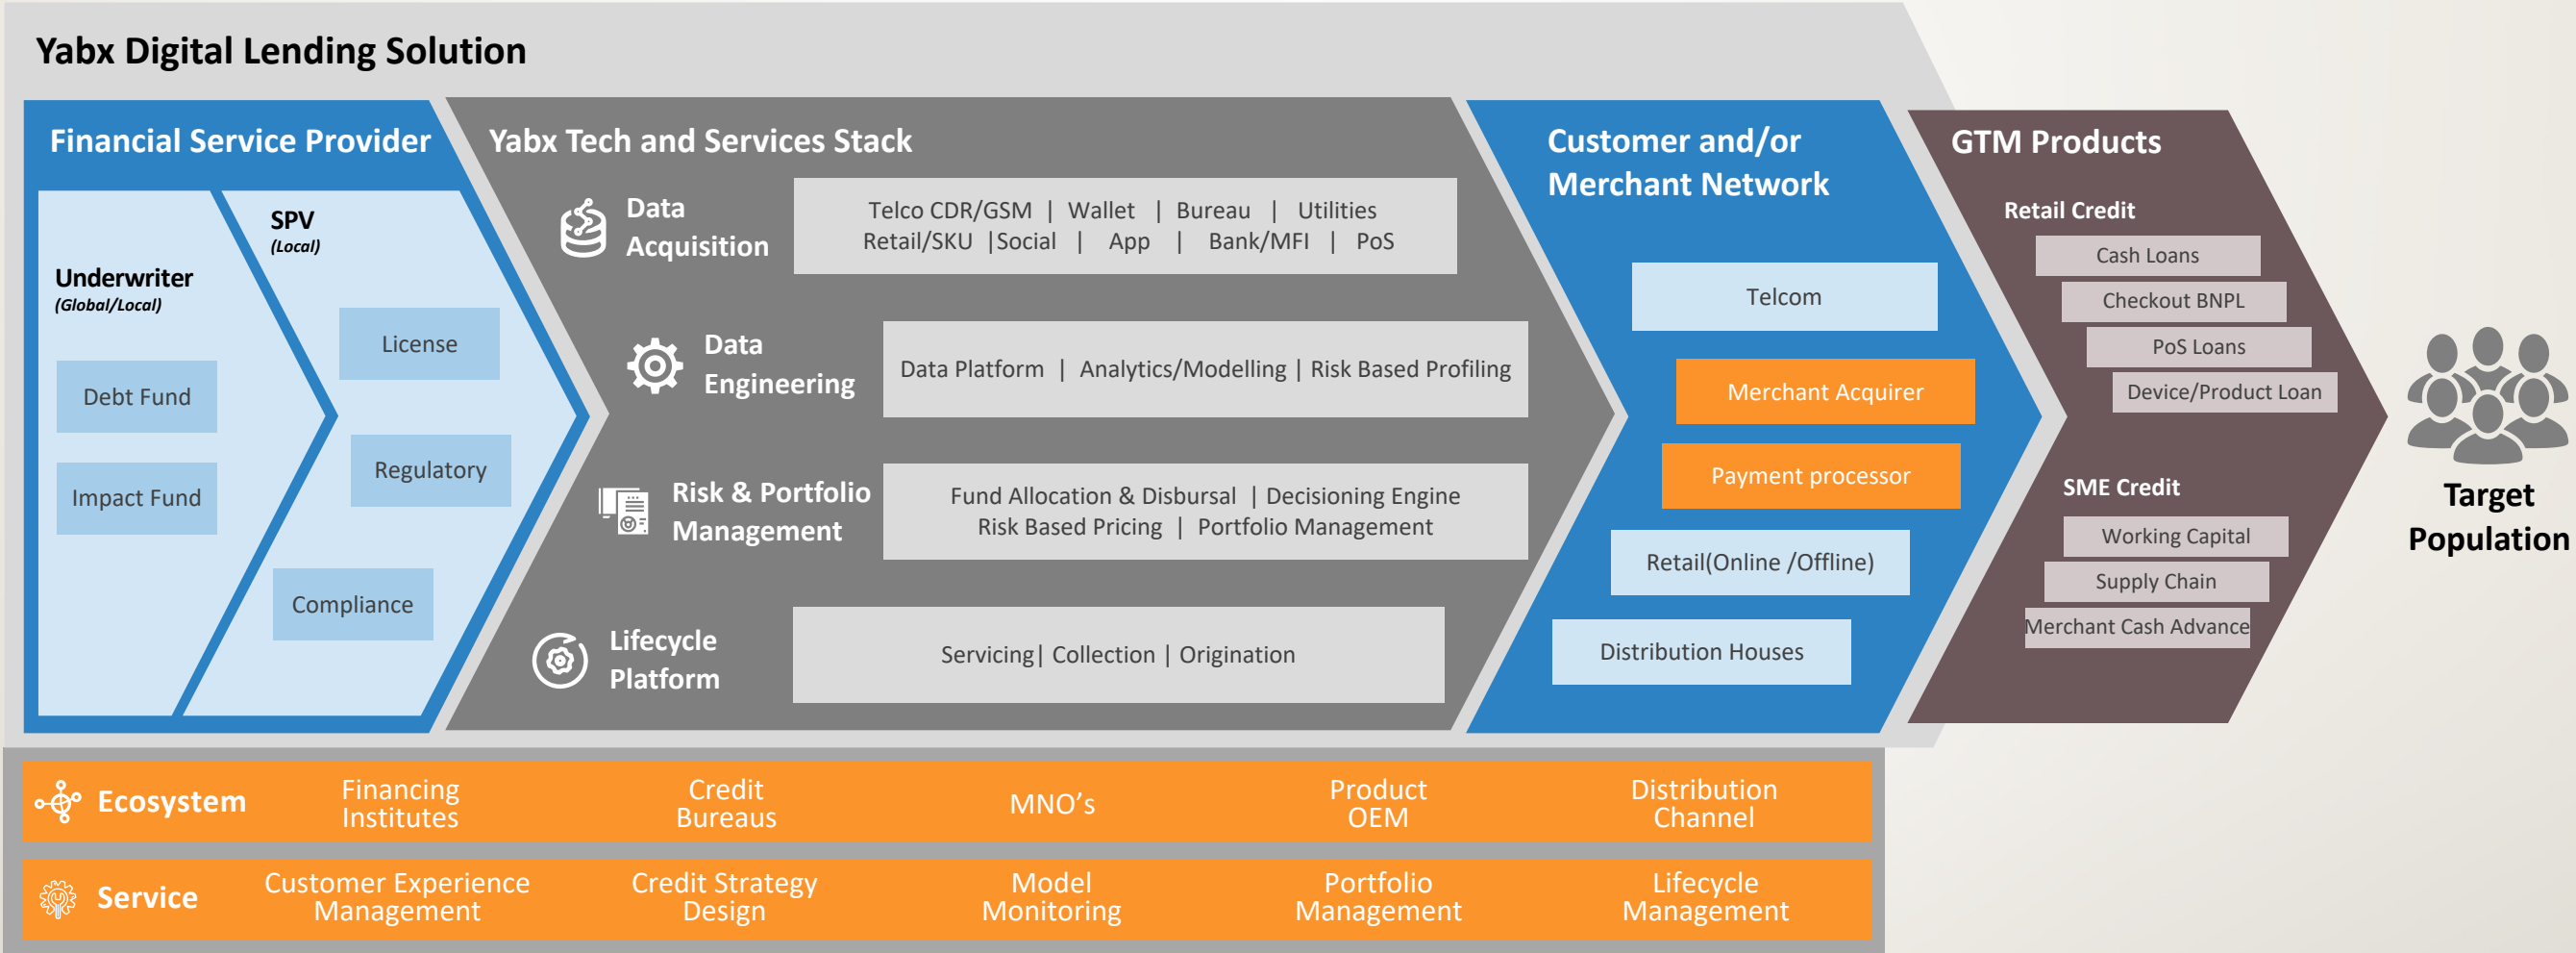 Yabx Digital Lending Solution
Financial Service Provider
Underwriter
(Global/Local)
Debt Fund
Impact Fund
SPV
(Local)
License
Regulatory
Compliance
Yabx Tech and Services Stack
Data
Acquisition
Telco CDR/GSM | Wallet | Bureau | Utilities
Retail/SKU |Social | App | Bank/MFI | PoS
Data
Engineering
Data Platform | Analytics/Modelling | Risk Based Profiling
Risk & Portfolio
Management
Fund Allocation & Disbursal | Decisioning Engine
Risk Based Pricing | Portfolio Management
Lifecycle
Platform
Servicing| Collection | Origination
Customer and/or
Merchant Network
Telcom
Merchant Acquirer
Payment processor
Retail(Online /Offline)
Distribution Houses
GTM Products
Retail Credit
Cash Loans
Checkout BNPL
PoS Loans
Device/Product Loan
SME Credit
Working Capital
Supply Chain
Merchant Cash Advance
Target
Population
Ecosystem
Financing
Institutes
Credit
Bureaus
MNO's
Product
OEM
Distribution
Channel
Service
Customer Experience
Management
Credit Strategy
Design
Model
Monitoring
Portfolio
Management
Lifecycle
Management